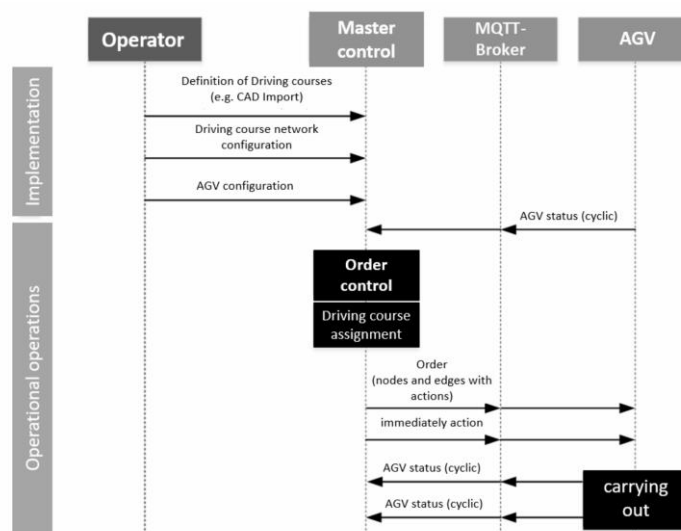 Operator
Master
control
MQTT-
Broker
AGV
Implementation
Definition of Driving courses
(e.g. CAD Import)
Driving course network
configuration
AGV configuration
AGV status (cyclic)
Operational operations
Order
control
Driving course
assignment
Order
(nodes and edges with
actions)
immediately action
AGV status (cyclic)
AGV status (cyclic)
carrying
out